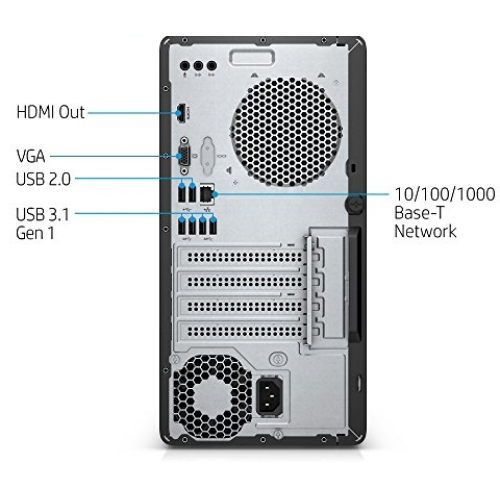 HDMI Out
VGA
USB 2.0
USB 3.1
Gen 1
10/100/1000
Base-T
Network